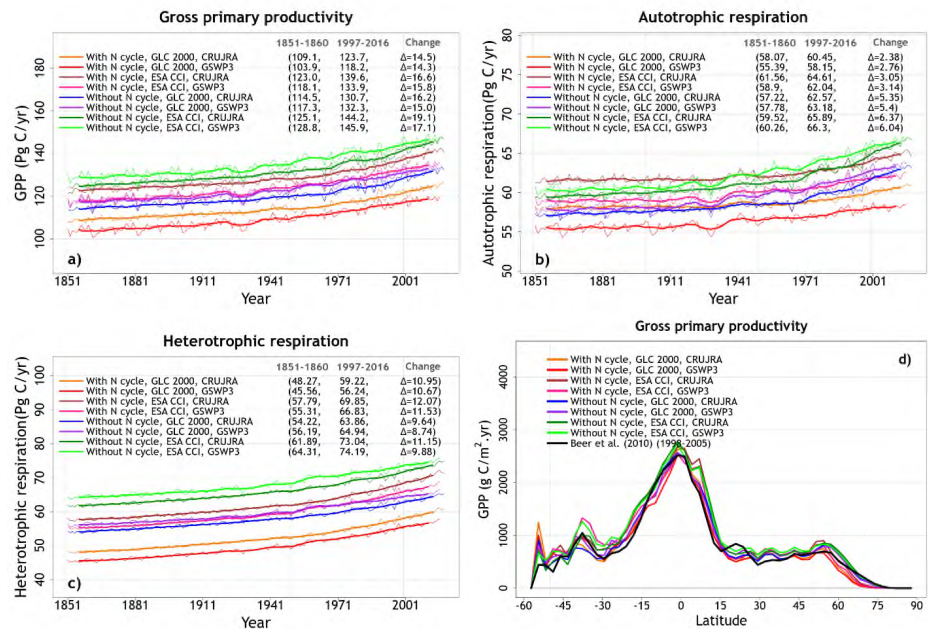 Gross primary productivity
1851-1860 1997-2016 Change
With N cycle, GLC 2000, CRUJRA (109.1, 123.7, Δ=14.5)
With N cycle, GLC 2000, GSWP3 (103.9, 118.2, Δ=14.3)
With N cycle, ESA CCI, CRUJRA (123.0, 139.6, Δ=16.6)
With N cycle, ESA CCI, GSWP3 (118.1, 133.9, Δ=15.8)
Without N cycle, GLC 2000, CRUJRA (114.5, 130.7, Δ=16.2)
Without N cycle, GLC 2000, GSWP3 (117.3, 132.3, Δ=15.0)
Without N cycle, ESA CCI, CRUJRA (125.1, 144.2, Δ=19.1)
Without N cycle, ESA CCI, GSWP3 (128.8, 145.9, Δ=17.1)
GPP (Pg C/yr)
180
160
140
120
100
a)
1851 1881 1911 1941 1971 2001
Year
Autotrophic respiration
1851-1860 1997-2016 Change
With N cycle, GLC 2000, CRUJRA (58.07, 60.45, Δ=2.38)
With N cycle, GLC 2000, GSWP3 (55.39, 58.15, Δ=2.76)
With N cycle, ESA CCI, CRUJRA (61.56, 64.61, Δ=3.05)
With N cycle, ESA CCI, GSWP3 (58.9, 62.04, Δ=3.14)
Without N cycle, GLC 2000, CRUJRA (57.22, 62.57, Δ=5.35)
Without N cycle, GLC 2000, GSWP3 (57.78, 63.18, Δ=5.4)
Without N cycle, ESA CCI, CRUJRA (59.52, 65.89, Δ=6.37)
Without N cycle, ESA CCI, GSWP3 (60.26, 66.3, Δ=6.04)
Autotrophic respiration(Pg C/yr)
80
75
70
65
60
55
50
b)
1851 1881 1911 1941 1971 2001
Year
Heterotrophic respiration
1851-1860 1997-2016 Change
With N cycle, GLC 2000, CRUJRA (48.27, 59.22, Δ=10.95)
With N cycle, GLC 2000, GSWP3 (45.56, 56.24, Δ=10.67)
With N cycle, ESA CCI, CRUJRA (57.79, 69.85, Δ=12.07)
With N cycle, ESA CCI, GSWP3 (55.31, 66.83, Δ=11.53)
Without N cycle, GLC 2000, CRUJRA (54.22, 63.86, Δ=9.64)
Without N cycle, GLC 2000, GSWP3 (56.19, 64.94, Δ=8.74)
Without N cycle, ESA CCI, CRUJRA (61.89, 73.04, Δ=11.15)
Without N cycle, ESA CCI, GSWP3 (64.31, 74.19, Δ=9.88)
Heterotrophic respiration(Pg C/yr)
100
90
80
70
60
50
40
c)
1851 1881 1911 1941 1971 2001
Year
Gross primary productivity
With N cycle, GLC 2000, CRUJRA
With N cycle, GLC 2000, GSWP3
With N cycle, ESA CCI, CRUJRA
With N cycle, ESA CCI, GSWP3
Without N cycle, GLC 2000, CRUJRA
Without N cycle, GLC 2000, GSWP3
Without N cycle, ESA CCI, CRUJRA
Without N cycle, ESA CCI, GSWP3
Beer et al. (2010) (1998-2005)
d)
GPP (g C/m².yr)
4000
3000
2000
1000
0
-60 -45 -30 -15 0 15 30 45 60 75 90
Latitude